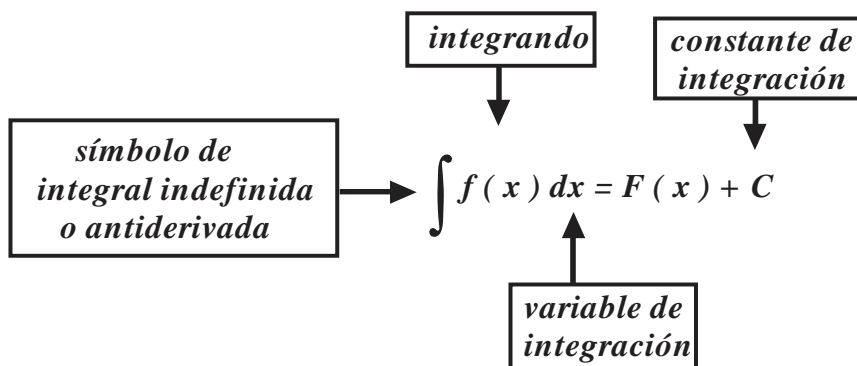 integrando
constante de
integración
símbolo de
integral indefinida
o antiderivada
∫ f ( x ) dx = F ( x ) + C
variable de
integración